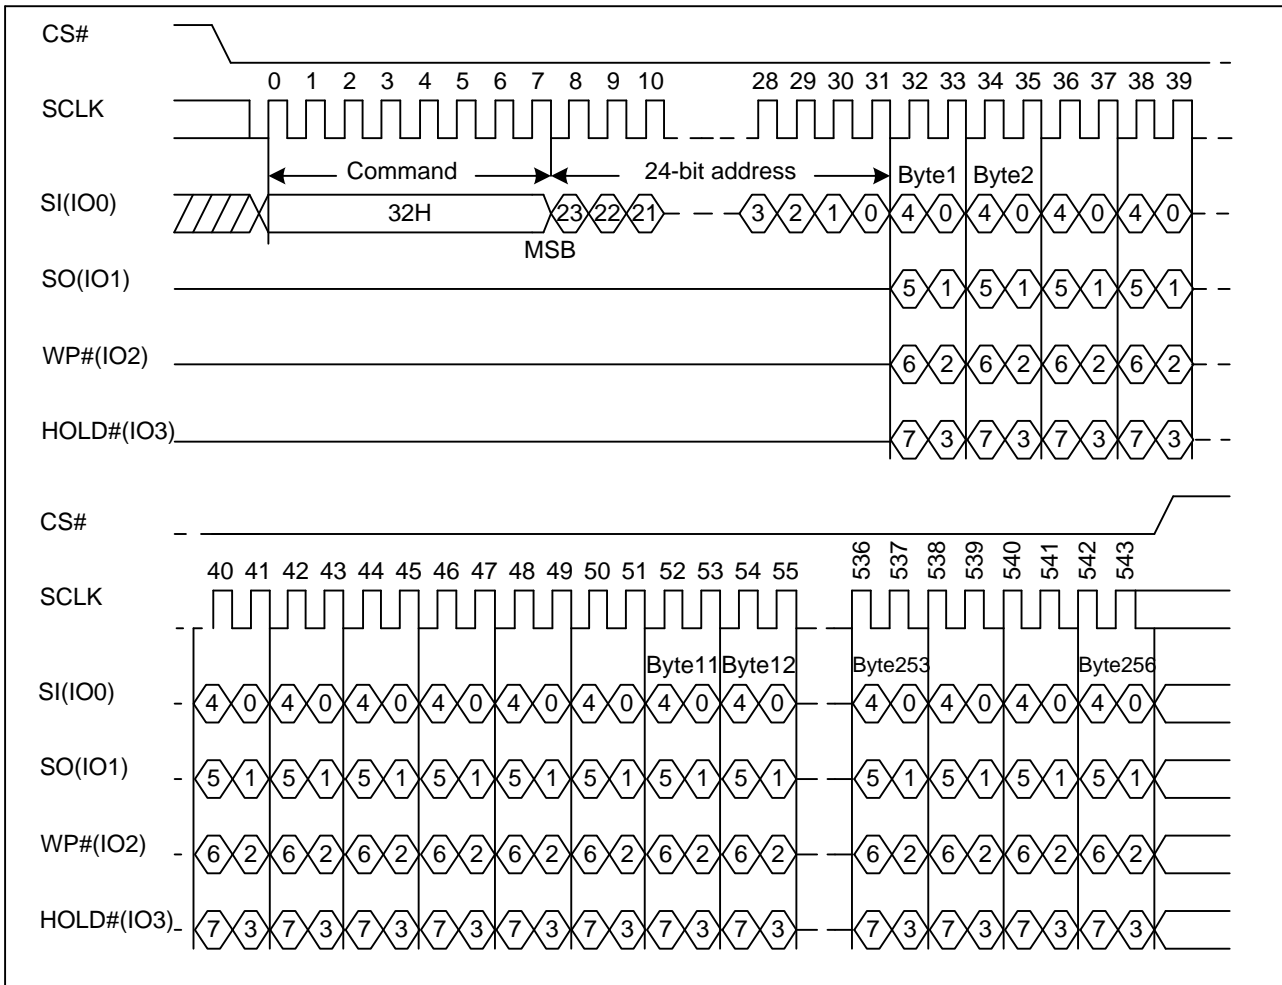 CS#
0 1 2 3 4 5 6 7 8 9 10 28 29 30 31 32 33 34 35 36 37 38 39
SCLK
Command 24-bit address Byte1 Byte2
SI(IO0) 32H 23 22 21 3 2 1 0 4 0 4 0 4 0 4 0
MSB
SO(IO1) 5 1 5 1 5 1 5 1
WP#(IO2) 6 2 6 2 6 2 6 2
HOLD#(IO3) 7 3 7 3 7 3 7 3
CS#
40 41 42 43 44 45 46 47 48 49 50 51 52 53 54 55 536 537 538 539 540 541 542 543
SCLK
Byte11 Byte12 Byte253 Byte256
SI(IO0) 4 0 4 0 4 0 4 0 4 0 4 0 4 0 4 0 4 0 4 0 4 0 4 0
SO(IO1) 5 1 5 1 5 1 5 1 5 1 5 1 5 1 5 1 5 1 5 1 5 1 5 1
WP#(IO2) 6 2 6 2 6 2 6 2 6 2 6 2 6 2 6 2 6 2 6 2 6 2 6 2
HOLD#(IO3) 7 3 7 3 7 3 7 3 7 3 7 3 7 3 7 3 7 3 7 3 7 3 7 3